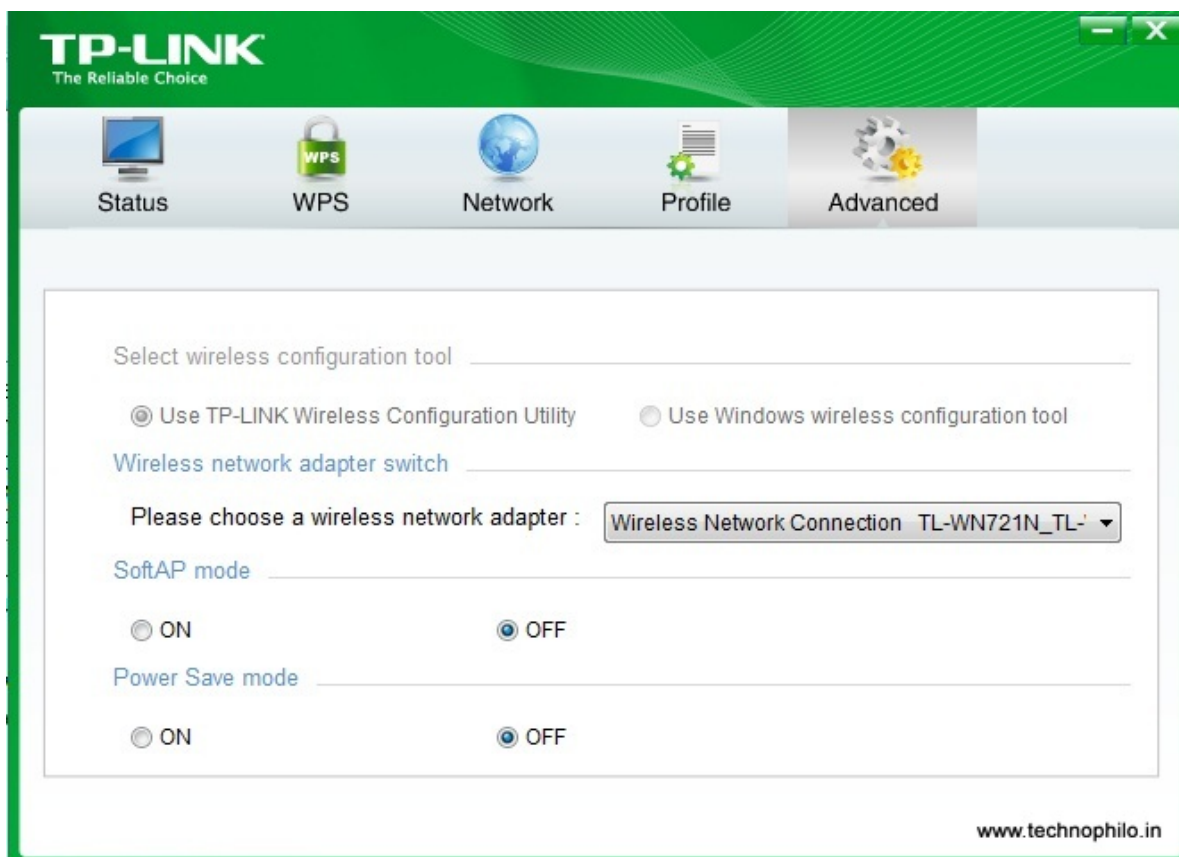 TP-LINK
The Reliable Choice
Status
WPS
WPS
Network
Profile
Advanced
Select wireless configuration tool
Use TP-LINK Wireless Configuration Utility
Use Windows wireless configuration tool
Wireless network adapter switch
Please choose a wireless network adapter :
Wireless Network Connection TL-WN721N_TL-
SoftAP mode
ON
OFF
Power Save mode
ON
OFF
www.technophilo.in